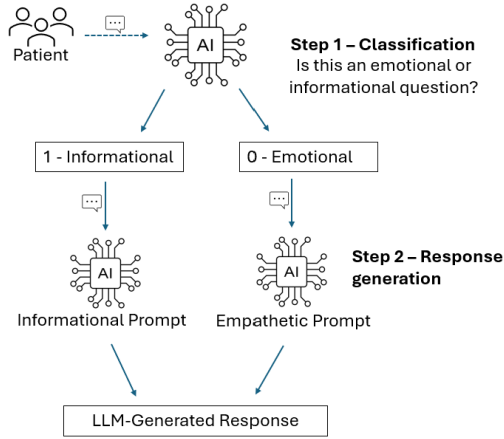 Patient
AI
Step 1 – Classification
Is this an emotional or
informational question?
1 - Informational
0 - Emotional
AI
AI
Step 2 – Response
generation
Informational Prompt
Empathetic Prompt
LLM-Generated Response